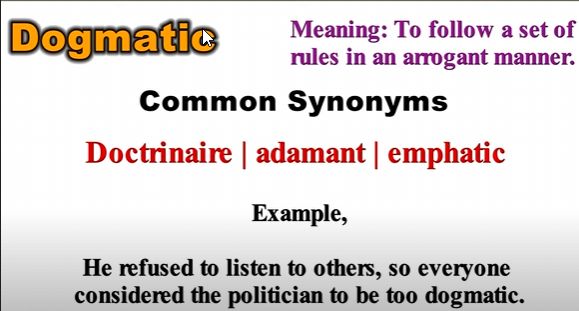 Dogmatic
Meaning: To follow a set of
rules in an arrogant manner.
Common Synonyms
Doctrinaire | adamant | emphatic
Example,
He refused to listen to others, so everyone
considered the politician to be too dogmatic.